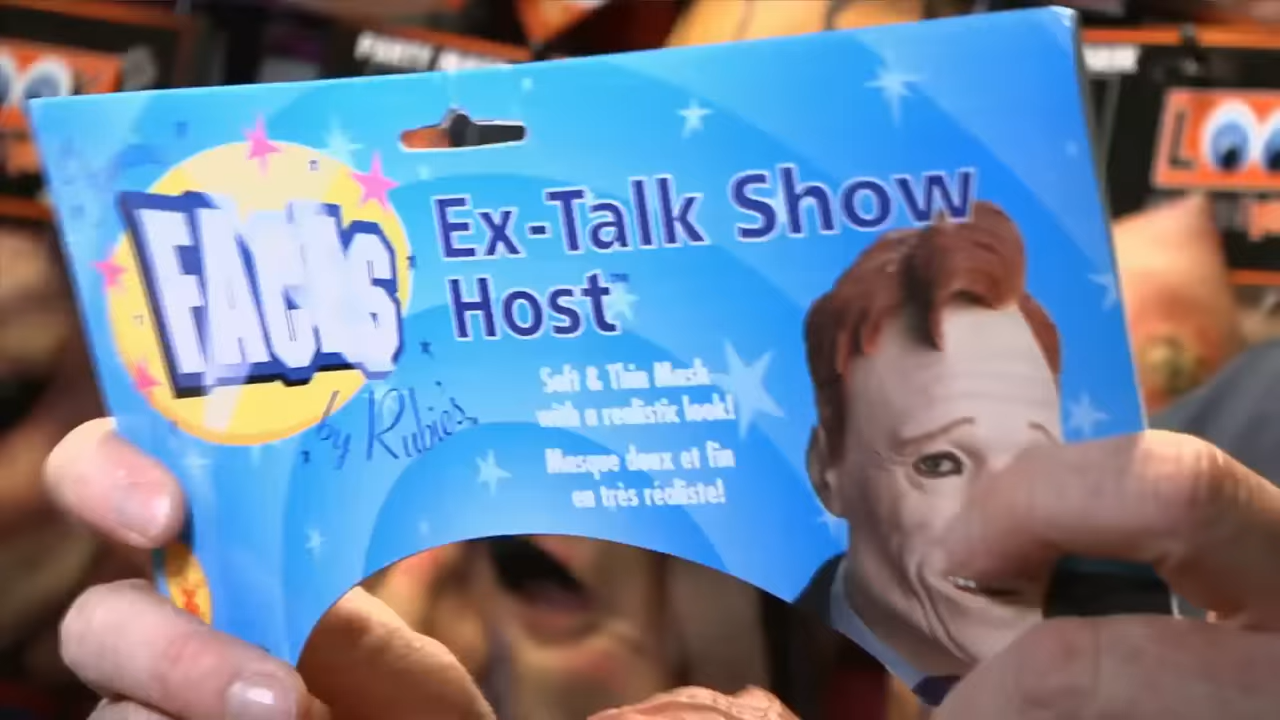 FACES
by Rubie's
Ex-Talk Show
Host™
Soft & Thin Mask
with a realistic look!
Masque doux et fin
en très réaliste!